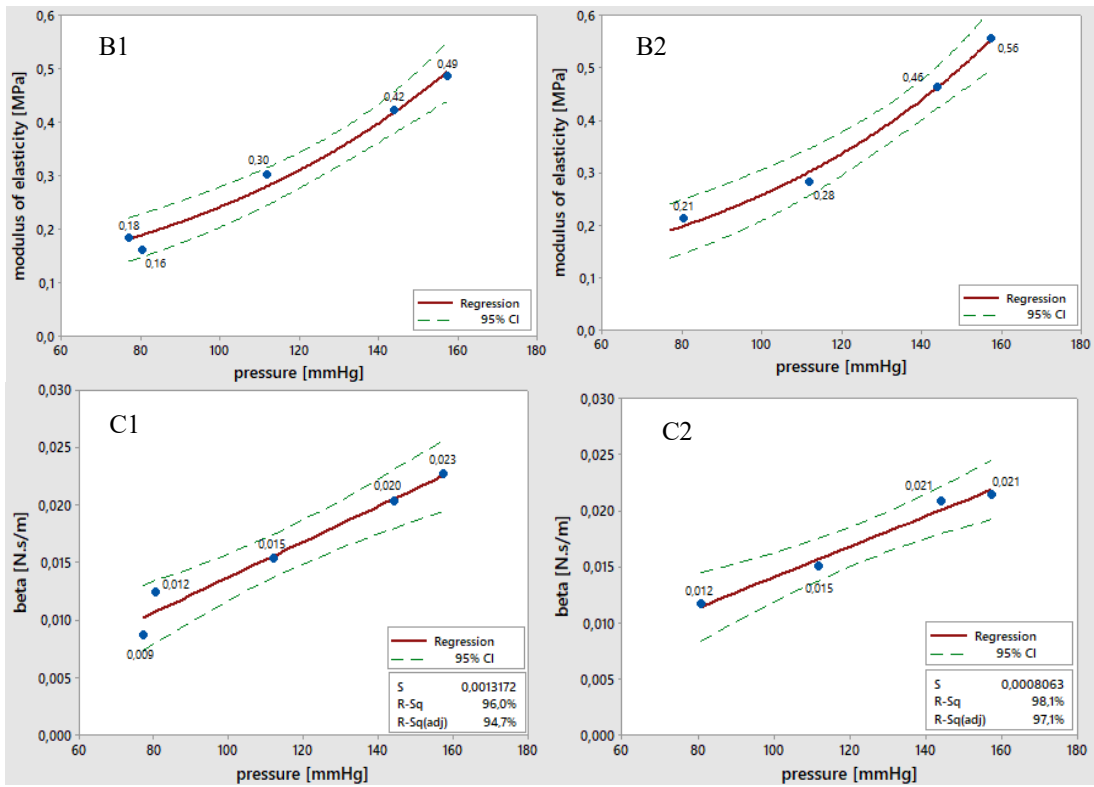 B1
modulus of elasticity [MPa]
0,6
0,5
0,4
0,3
0,2
0,1
0,0
0,18
0,16
0,30
0,42
0,49
Regression
95% CI
60 80 100 120 140 160 180
pressure [mmHg]
B2
modulus of elasticity [MPa]
0,6
0,5
0,4
0,3
0,2
0,1
0,0
0,21
0,28
0,46
0,56
Regression
95% CI
60 80 100 120 140 160 180
pressure [mmHg]
C1
beta [N.s/m]
0,030
0,025
0,020
0,015
0,010
0,005
0,000
0,009
0,012
0,015
0,020
0,023
Regression
95% CI
S 0,0013172
R-Sq 96,0%
R-Sq(adj) 94,7%
60 80 100 120 140 160 180
pressure [mmHg]
C2
beta [N.s/m]
0,030
0,025
0,020
0,015
0,010
0,005
0,000
0,012
0,015
0,021
0,021
Regression
95% CI
S 0,0008063
R-Sq 98,1%
R-Sq(adj) 97,1%
60 80 100 120 140 160 180
pressure [mmHg]